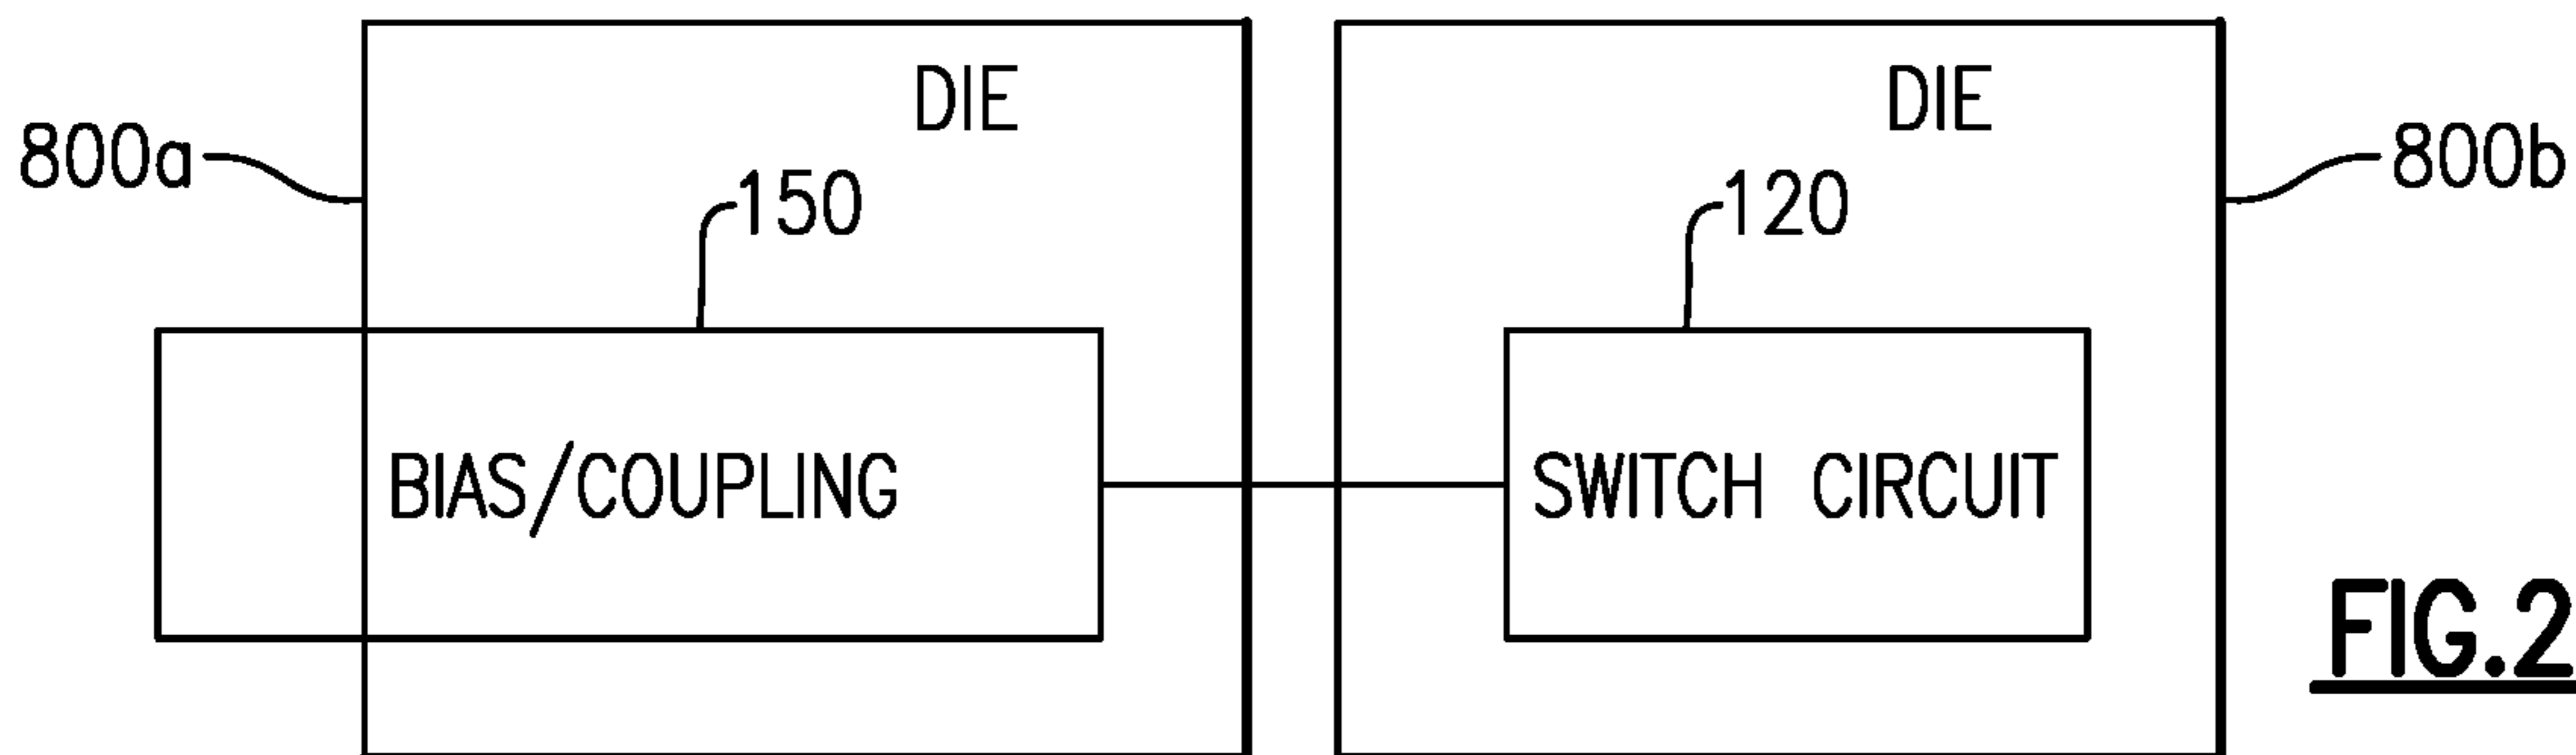 DIE
DIE
800a
150
120
800b
BIAS/COUPLING
SWITCH CIRCUIT
FIG.2